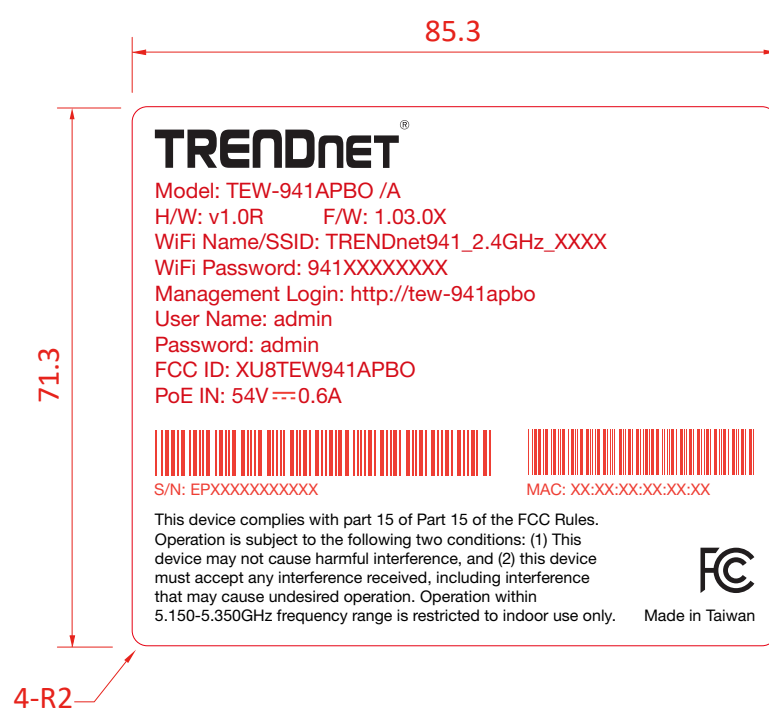 85.3
71.3
TRENDnET®
Model: TEW-941APBO /A
H/W: v1.0R F/W: 1.03.0X
WiFi Name/SSID: TRENDnet941_2.4GHz_XXXX
WiFi Password: 941XXXXXXXX
Management Login: http://tew-941apbo
User Name: admin
Password: admin
FCC ID: XU8TEW941APBO
PoE IN: 54V⎓0.6A
S/N: EPXXXXXXXXXXX
MAC: XX:XX:XX:XX:XX:XX
This device complies with part 15 of Part 15 of the FCC Rules.
Operation is subject to the following two conditions: (1) This
device may not cause harmful interference, and (2) this device
must accept any interference received, including interference
that may cause undesired operation. Operation within
5.150-5.350GHz frequency range is restricted to indoor use only.
FC
Made in Taiwan
4-R2